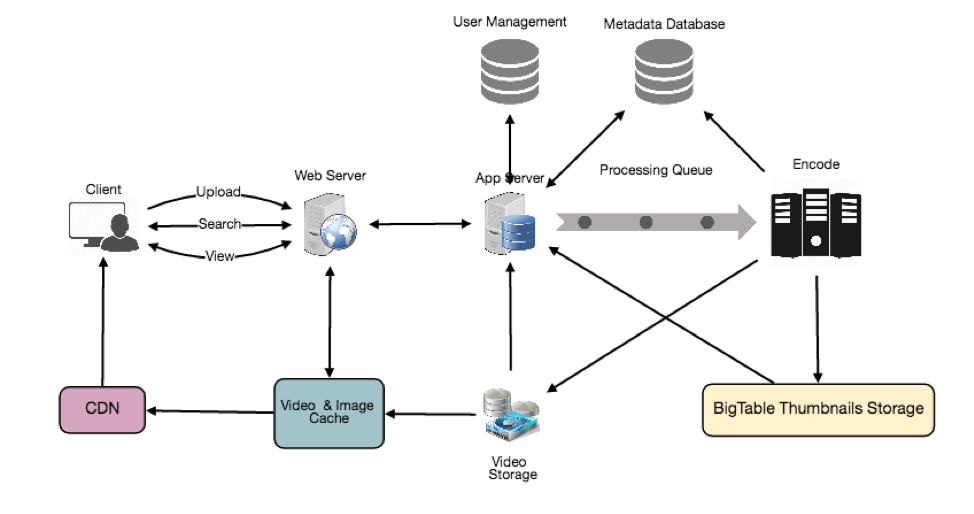 User Management
Metadata Database
Processing Queue
Encode
Client
Web Server
App Server
Upload
Search
View
CDN
Video & Image
Cache
BigTable Thumbnails Storage
Video
Storage